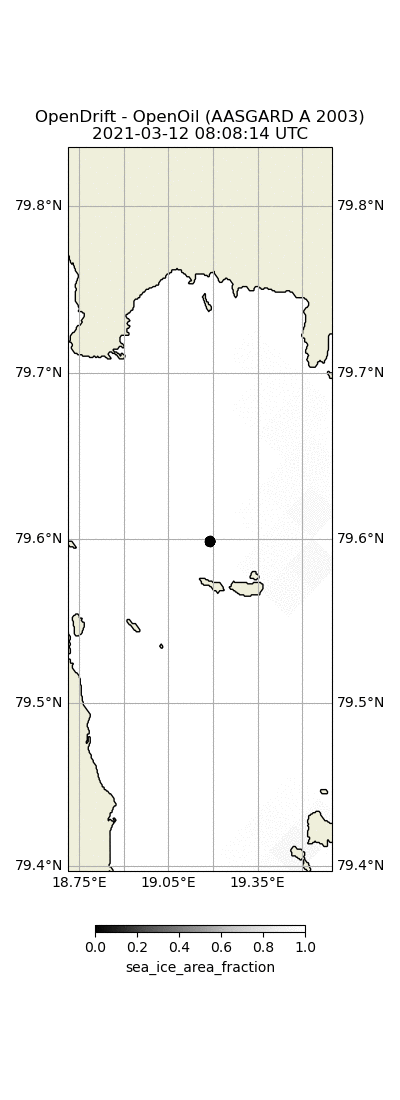 OpenDrift - OpenOil (AASGARD A 2003)
2021-03-12 08:08:14 UTC
79.8°N 79.8°N
79.7°N 79.7°N
79.6°N 79.6°N
79.5°N 79.5°N
79.4°N 79.4°N
18.75°E 19.05°E 19.35°E
0.0 0.2 0.4 0.6 0.8 1.0
sea_ice_area_fraction